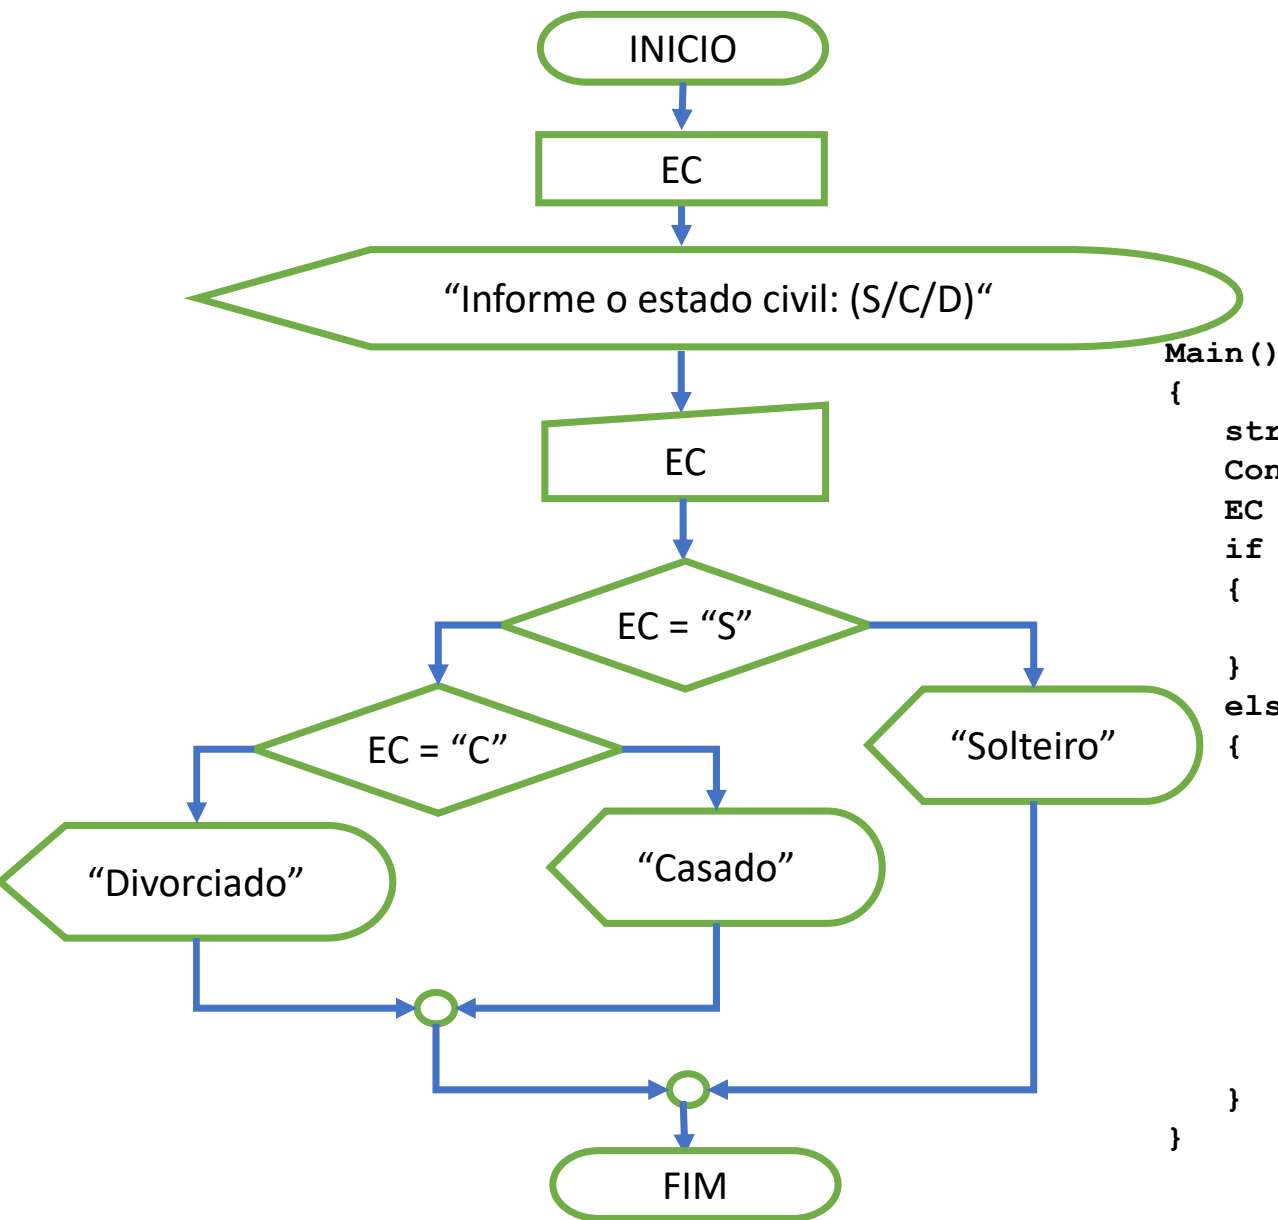 INICIO
EC
“Informe o estado civil: (S/C/D)“
EC
EC = “S”
EC = “C”
“Solteiro”
“Divorciado”
“Casado”
FIM
Main()
{
EC
if
{
}
{
}
}